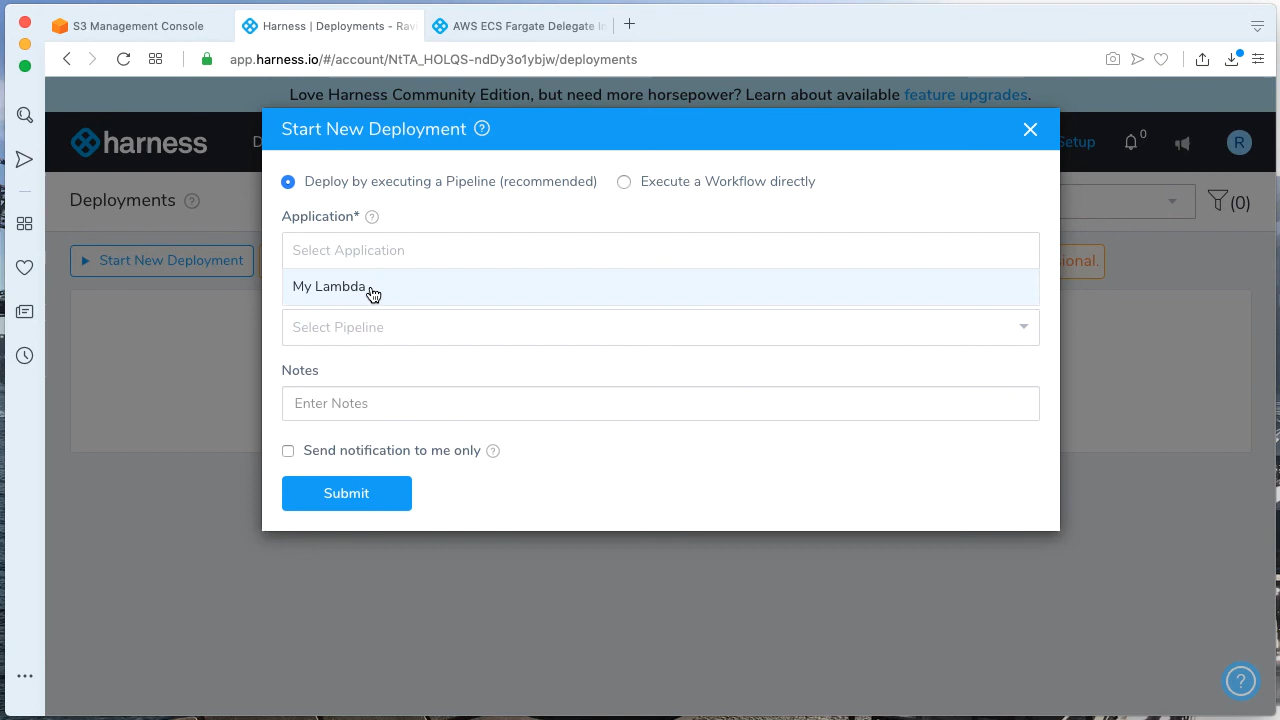 S3 Management Console
Harness | Deployments - Rav
AWS ECS Fargate Delegate In
app.harness.io/#/account/NtTA_HOLQS-ndDy3o1ybjw/deployments
Love Harness Community Edition, but need more horsepower? Learn about available feature upgrades.
harness
D
Setup
0
R
Start New Deployment ?
Deployments ?
(0)
Deploy by executing a Pipeline (recommended)
Execute a Workflow directly
Application* ?
Select Application
Start New Deployment
sional.
My Lambda
Select Pipeline
Notes
Enter Notes
Send notification to me only ?
Submit
?